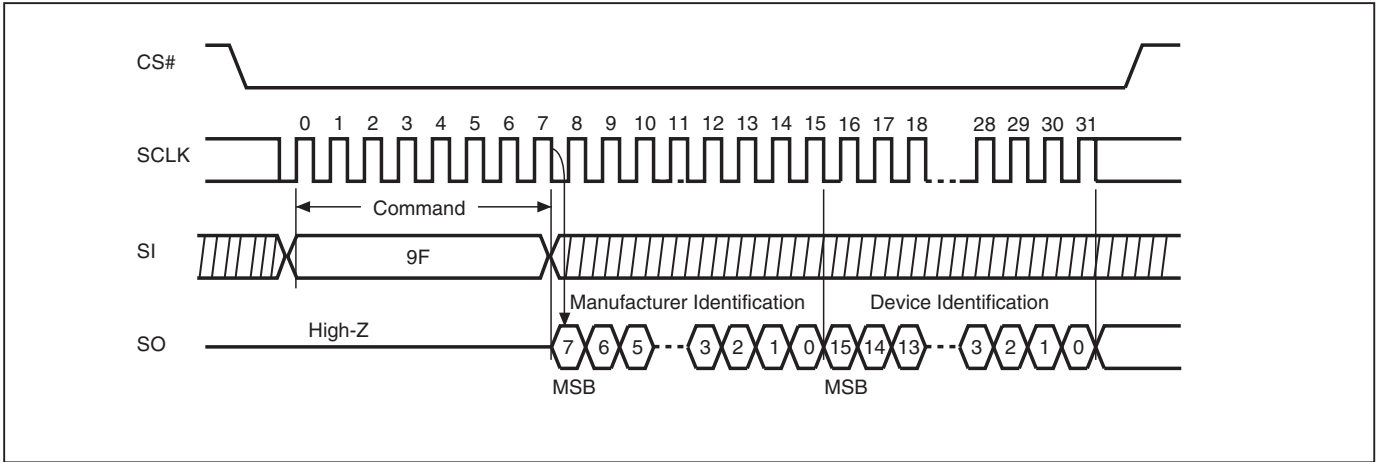 CS#
0 1 2 3 4 5 6 7 8 9 10 11 12 13 14 15 16 17 18 28 29 30 31
SCLK
Command
SI
9F
Manufacturer Identification Device Identification
High-Z
SO
7 6 5 3 2 1 0 15 14 13 3 2 1 0
MSB MSB